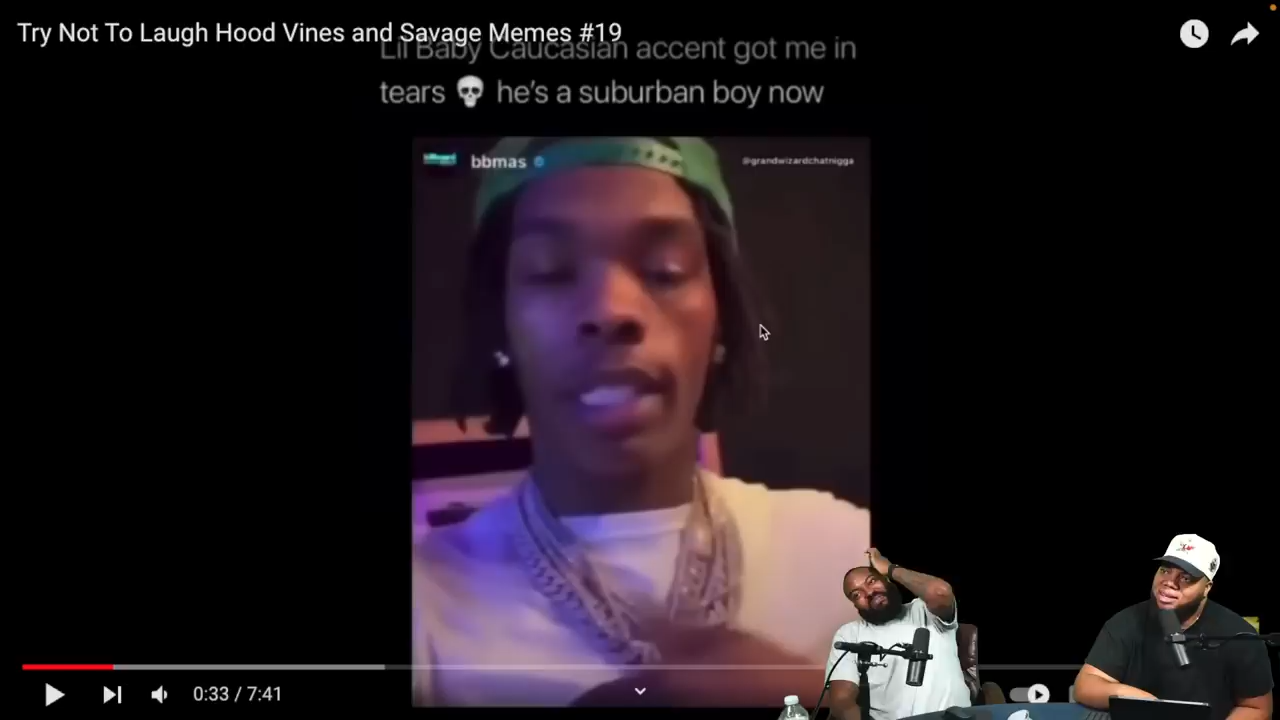 Try Not To Laugh Hood Vines and Savage Memes #19
Lil Baby Caucasian accent got me in
tears 💀 he's a suburban boy now
bbmas
@grandwizardchatnigga
0:33 / 7:41